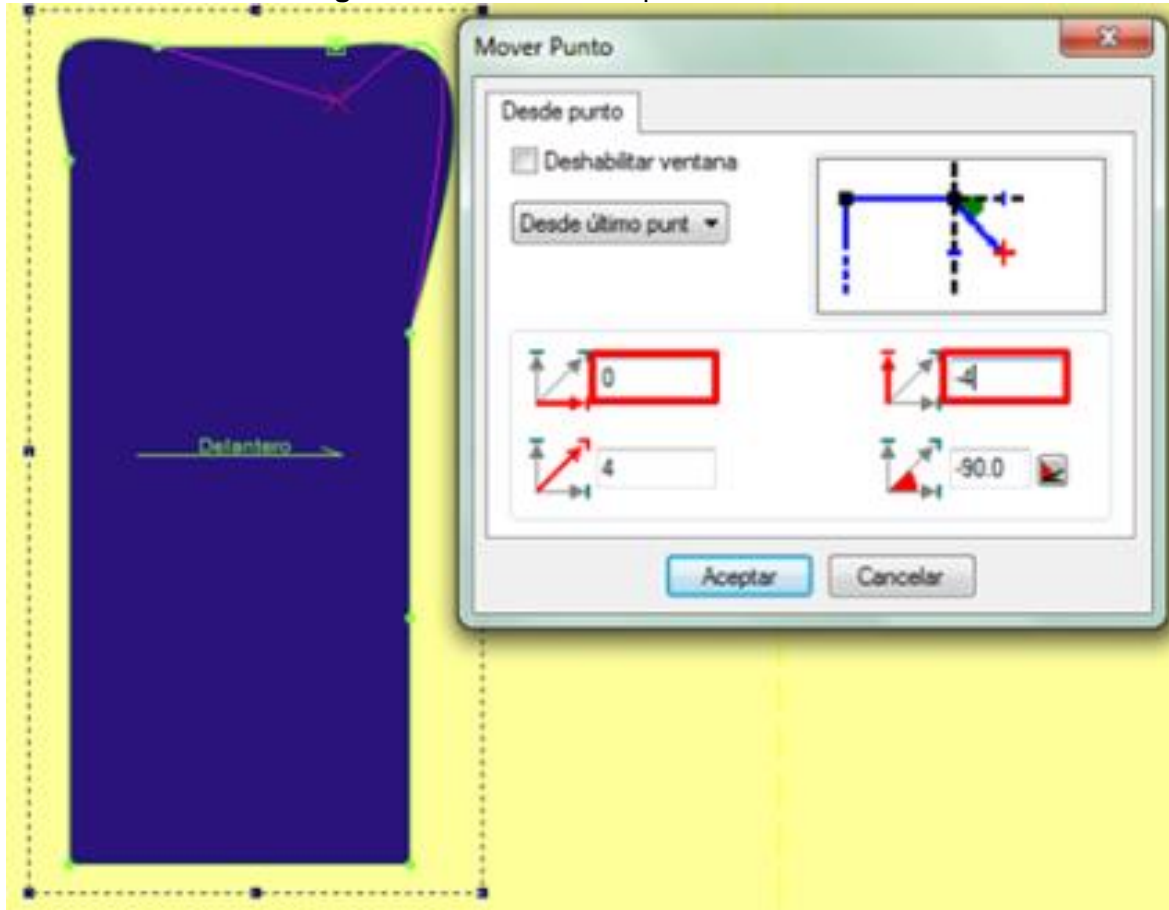 Mover Punto
Desde punto
Deshabilitar ventana
Desde último punt
0
-4
4
-90.0
Aceptar
Cancelar
Delantero